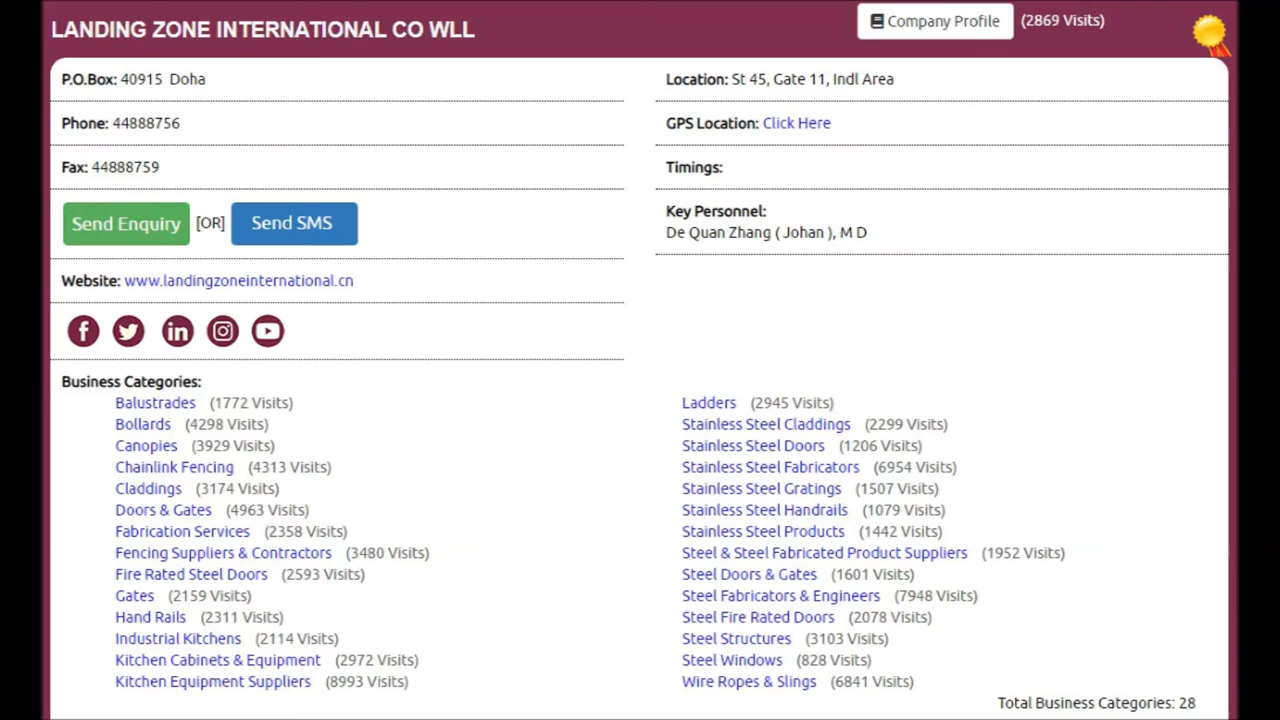 LANDING ZONE INTERNATIONAL CO WLL
Company Profile (2869 Visits)
P.O.Box: 40915 Doha
Phone: 44888756
Fax: 44888759
Send Enquiry [OR] Send SMS
Website: www.landingzoneinternational.cn
Location: St 45, Gate 11, Indl Area
GPS Location: Click Here
Timings:
Key Personnel:
De Quan Zhang ( Johan ), M D
Business Categories:
Balustrades (1772 Visits)
Bollards (4298 Visits)
Canopies (3929 Visits)
Chainlink Fencing (4313 Visits)
Claddings (3174 Visits)
Doors & Gates (4963 Visits)
Fabrication Services (2358 Visits)
Fencing Suppliers & Contractors (3480 Visits)
Fire Rated Steel Doors (2593 Visits)
Gates (2159 Visits)
Hand Rails (2311 Visits)
Industrial Kitchens (2114 Visits)
Kitchen Cabinets & Equipment (2972 Visits)
Kitchen Equipment Suppliers (8993 Visits)
Ladders (2945 Visits)
Stainless Steel Claddings (2299 Visits)
Stainless Steel Doors (1206 Visits)
Stainless Steel Fabricators (6954 Visits)
Stainless Steel Gratings (1507 Visits)
Stainless Steel Handrails (1079 Visits)
Stainless Steel Products (1442 Visits)
Steel & Steel Fabricated Product Suppliers (1952 Visits)
Steel Doors & Gates (1601 Visits)
Steel Fabricators & Engineers (7948 Visits)
Steel Fire Rated Doors (2078 Visits)
Steel Structures (3103 Visits)
Steel Windows (828 Visits)
Wire Ropes & Slings (6841 Visits)
Total Business Categories: 28